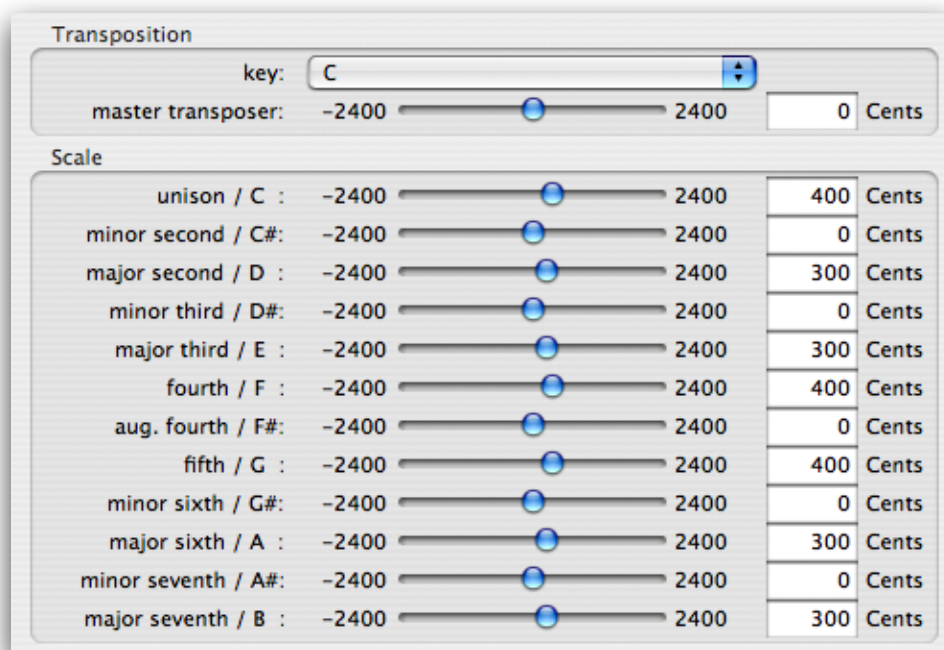 Transposition
key: C
master transposer: -2400 2400 0 Cents
Scale
unison / C : -2400 2400 400 Cents
minor second / C#: -2400 2400 0 Cents
major second / D : -2400 2400 300 Cents
minor third / D#: -2400 2400 0 Cents
major third / E : -2400 2400 300 Cents
fourth / F : -2400 2400 400 Cents
aug. fourth / F#: -2400 2400 0 Cents
fifth / G : -2400 2400 400 Cents
minor sixth / G#: -2400 2400 0 Cents
major sixth / A : -2400 2400 300 Cents
minor seventh / A#: -2400 2400 0 Cents
major seventh / B : -2400 2400 300 Cents